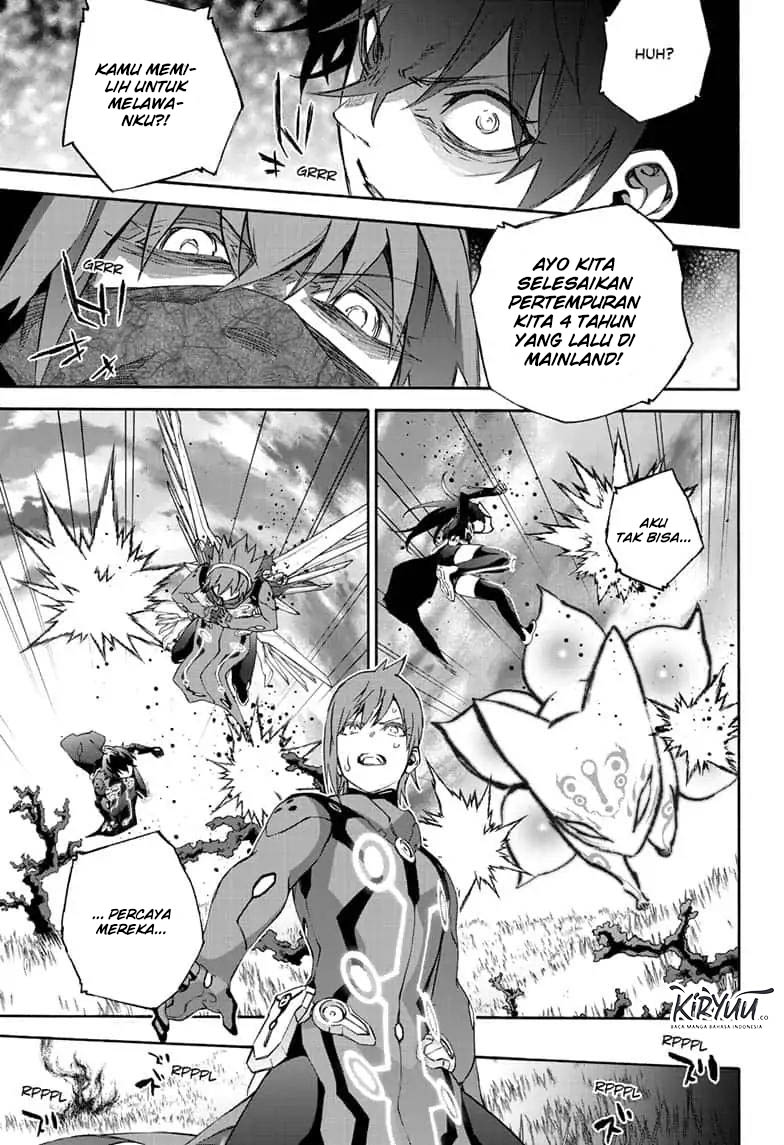 HUH?
KAMU MEMI-
LIH UNTUK
MELAWA-
NKU?!
GRRR
GRRR
AYO KITA
SELESAIKAN
PERTEMPURAN
KITA 4 TAHUN
YANG LALU DI
MAINLAND!
AKU
TAK BISA...
... PERCAYA
MEREKA...
KIRYUU.CO
BACA MANGA BAHASA INDONESIA
RPPPL
RPPPL
RPPPL
RPPPL